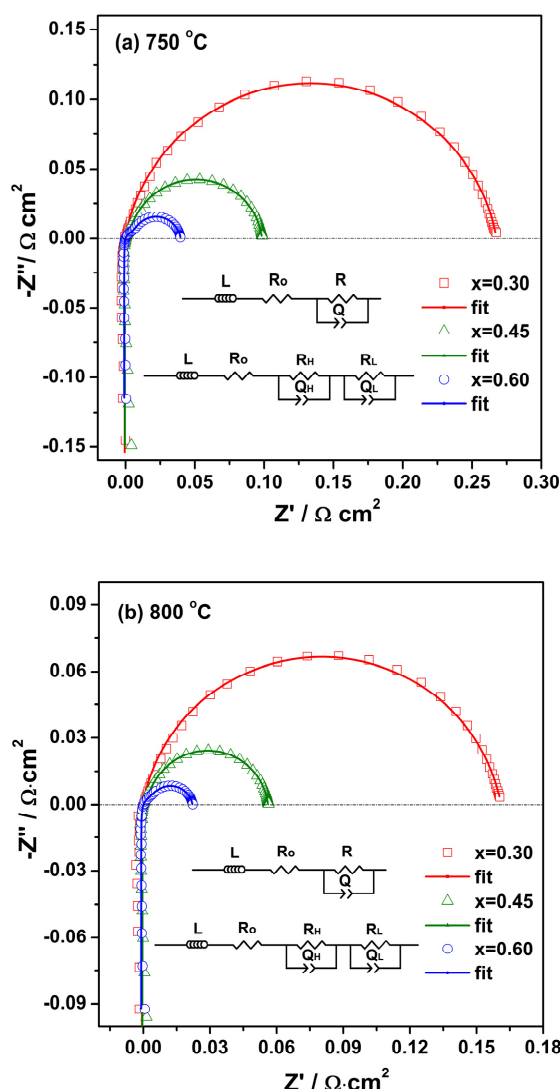 (a) 750 °C
0.15
0.10
0.05
0.00
-0.05
-0.10
-0.15
-Z''/ Ω cm²
L Ro R
Q
L Ro RH RL
QH QL
x=0.30
fit
x=0.45
fit
x=0.60
fit
0.00 0.05 0.10 0.15 0.20 0.25 0.30
Z' / Ω cm²
(b) 800 °C
0.09
0.06
0.03
0.00
-0.03
-0.06
-0.09
-Z'' / Ω·cm²
L Ro R
Q
L Ro RH RL
QH QL
x=0.30
fit
x=0.45
fit
x=0.60
fit
0.00 0.03 0.06 0.09 0.12 0.15 0.18
Z' / Ω·cm²